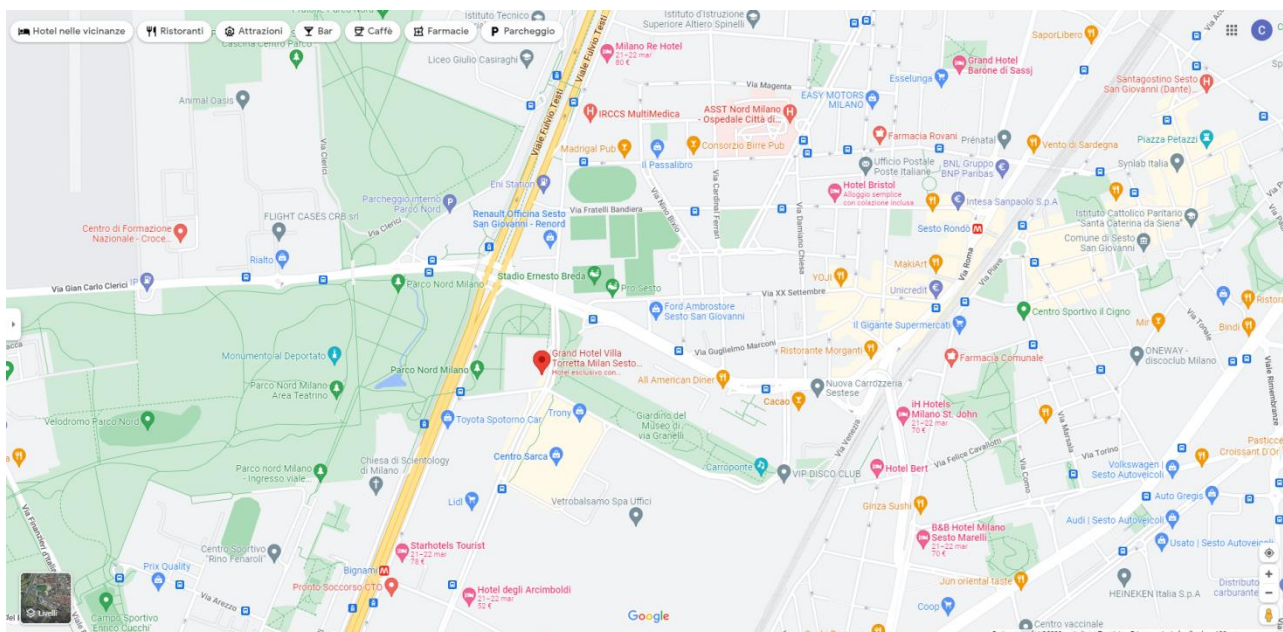 Hotel nelle vicinanze
Ristoranti
Attrazioni
Bar
Caffè
Farmacie
Parcheggio
C
Cascina Centro Parco
Istituto Tecnico
Istituto d'Istruzione
Superiore Altiero Spinelli
SaporLibero
Liceo Giulio Casiraghi
Viale Fulvio Testi
Milano Re Hotel
21–22 mar
80 €
Grand Hotel
Barone di Sassj
Esselunga
Santagostino Sesto
San Giovanni (Dante)...
Animal Oasis
Via Magenta
EASY MOTORS
MILANO
IRCCS MultiMedica
ASST Nord Milano
- Ospedale Città di...
Viale Fulvio Testi
Via Clerici
Farmacia Rovani
Prénatal
Piazza Petazzi
Madrigal Pub
Consorzio Birre Pub
Il Passalibro
Vento di Sardegna
Ufficio Postale
Poste Italiane
BNL Gruppo
BNP Paribas
Synlab Italia
Eni Station
Hotel Bristol
Alloggio semplice
con colazione inclusa
Parcheggio interno
Parco Nord
Intesa Sanpaolo S.p.A
Via Fratelli Bandiera
Via Nino Bixio
Via Cardinal Ferrari
Via Damiano Chiesa
FLIGHT CASES CRB srl
Via Clerici
Renault Officina Sesto
San Giovanni - Renord
Istituto Cattolico Paritario
"Santa Caterina da Siena"
Centro di Formazione
Nazionale - Croce...
Sesto Rondò
Comune di Sesto
San Giovanni
Rialto
Via Roma
Via Piave
MakiArt
Stadio Ernesto Breda
YOJI
IP
Via Gian Carlo Clerici
Parco Nord Milano
Pro Sesto
Unicredit
Via XX Settembre
Ford Ambrostore
Sesto San Giovanni
Centro Sportivo il Cigno
Il Gigante Supermercati
Mir
Bindi
Via Tonale
Monumento al Deportato
Grand Hotel Villa
Torretta Milan Sesto...
Hotel esclusivo con...
Via Guglielmo Marconi
Ristorante Morganti
Farmacia Comunale
ONEWAY -
discoclub Milano
Parco Nord Milano
Viale Rimembranze
Parco Nord Milano
Area Teatrino
All American Diner
Nuova Carrozzeria
Sestese
Cacao
iH Hotels
Milano St. John
21–22 mar
70 €
Velodromo Parco Nord
Toyota Spotorno Car
Trony
Giardino del
Museo di
via Granelli
Via Venezia
Via Marsala
Chiesa di Scientology
di Milano
Centro Sarca
Via Felice Cavallotti
Via Torino
Croissant D'Or
Parco nord Milano
- Ingresso viale...
Carroponte
VIP DISCO CLUB
Hotel Bert
Volkswagen |
Sesto Autoveicoli
Via Como
Lidl
Vetrobalsamo Spa Uffici
Ginza Sushi
Auto Gregis
Audi | Sesto Autoveicoli
B&B Hotel Milano
Sesto Marelli
21–22 mar
70 €
Usato | Sesto Autoveicoli
Centro Sportivo
"Rino Fenaroli"
Starhotels Tourist
21–22 mar
78 €
Prix Quality
Bignami
Pronto Soccorso CTO
Hotel degli Arcimboldi
21–22 mar
52 €
Jun oriental taste
HEINEKEN Italia S.p.A
Distributo
carburante
Via Arezzo
Coop
Livelli
Campo Sportivo
Enrico Cucchi'
Google
Centro vaccinale